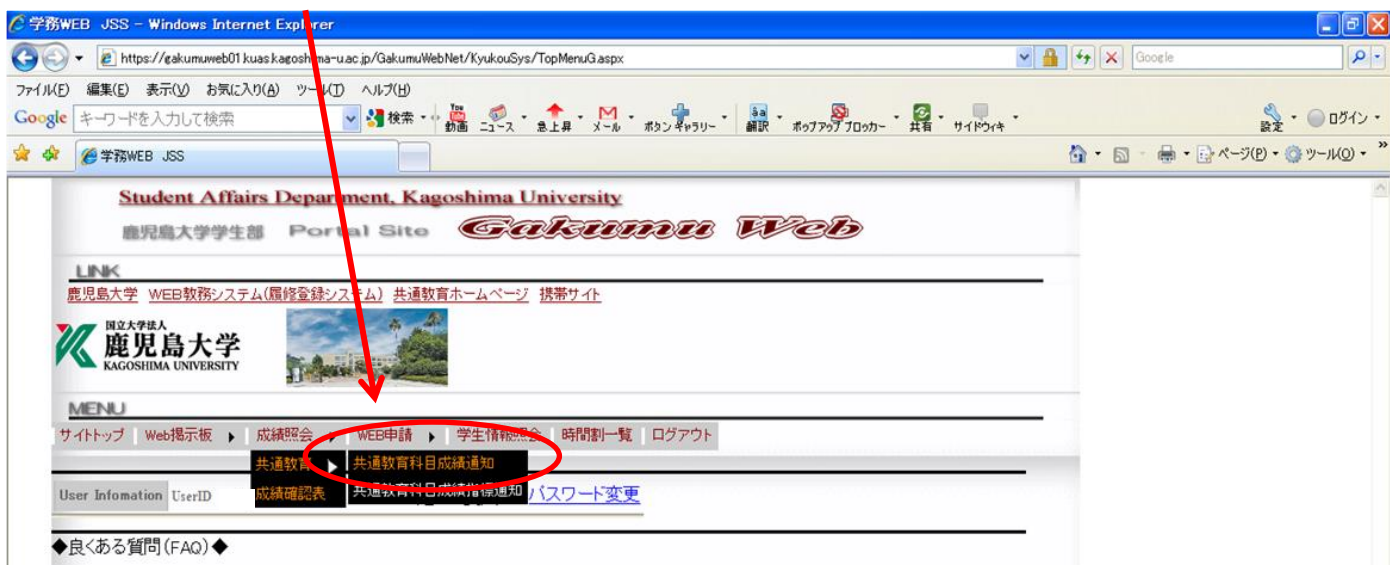 学務WEB JSS - Windows Internet Explorer
https://gakumuweb01.kuas.kagoshima-u.ac.jp/GakumuWebNet/KyukouSys/TopMenuG.aspx
Google
ファイル(F) 編集(E) 表示(V) お気に入り(A) ツール(T) ヘルプ(H)
Google キーワードを入力して検索 検索 You 動画 ニュース 急上昇 メール ボタン ギャラリー âa 翻訳 ポップアップ ブロッカー 共有 サイドウィキ 設定 ログイン
学務WEB JSS ページ(P) ツール(O) »
Student Affairs Department, Kagoshima University
鹿児島大学学生部 Portal Site Gakumu Web
LINK
鹿児島大学 WEB教務システム(履修登録システム) 共通教育ホームページ 携帯サイト
国立大学法人
鹿児島大学
KAGOSHIMA UNIVERSITY
MENU
サイトトップ Web掲示板 成績照会 WEB申請 学生情報照会 時間割一覧 ログアウト
共通教育 共通教育科目成績通知
User Infomation UserID 成績確認表 共通教育科目成績指標通知 パスワード変更
◆良くある質問(FAQ)◆